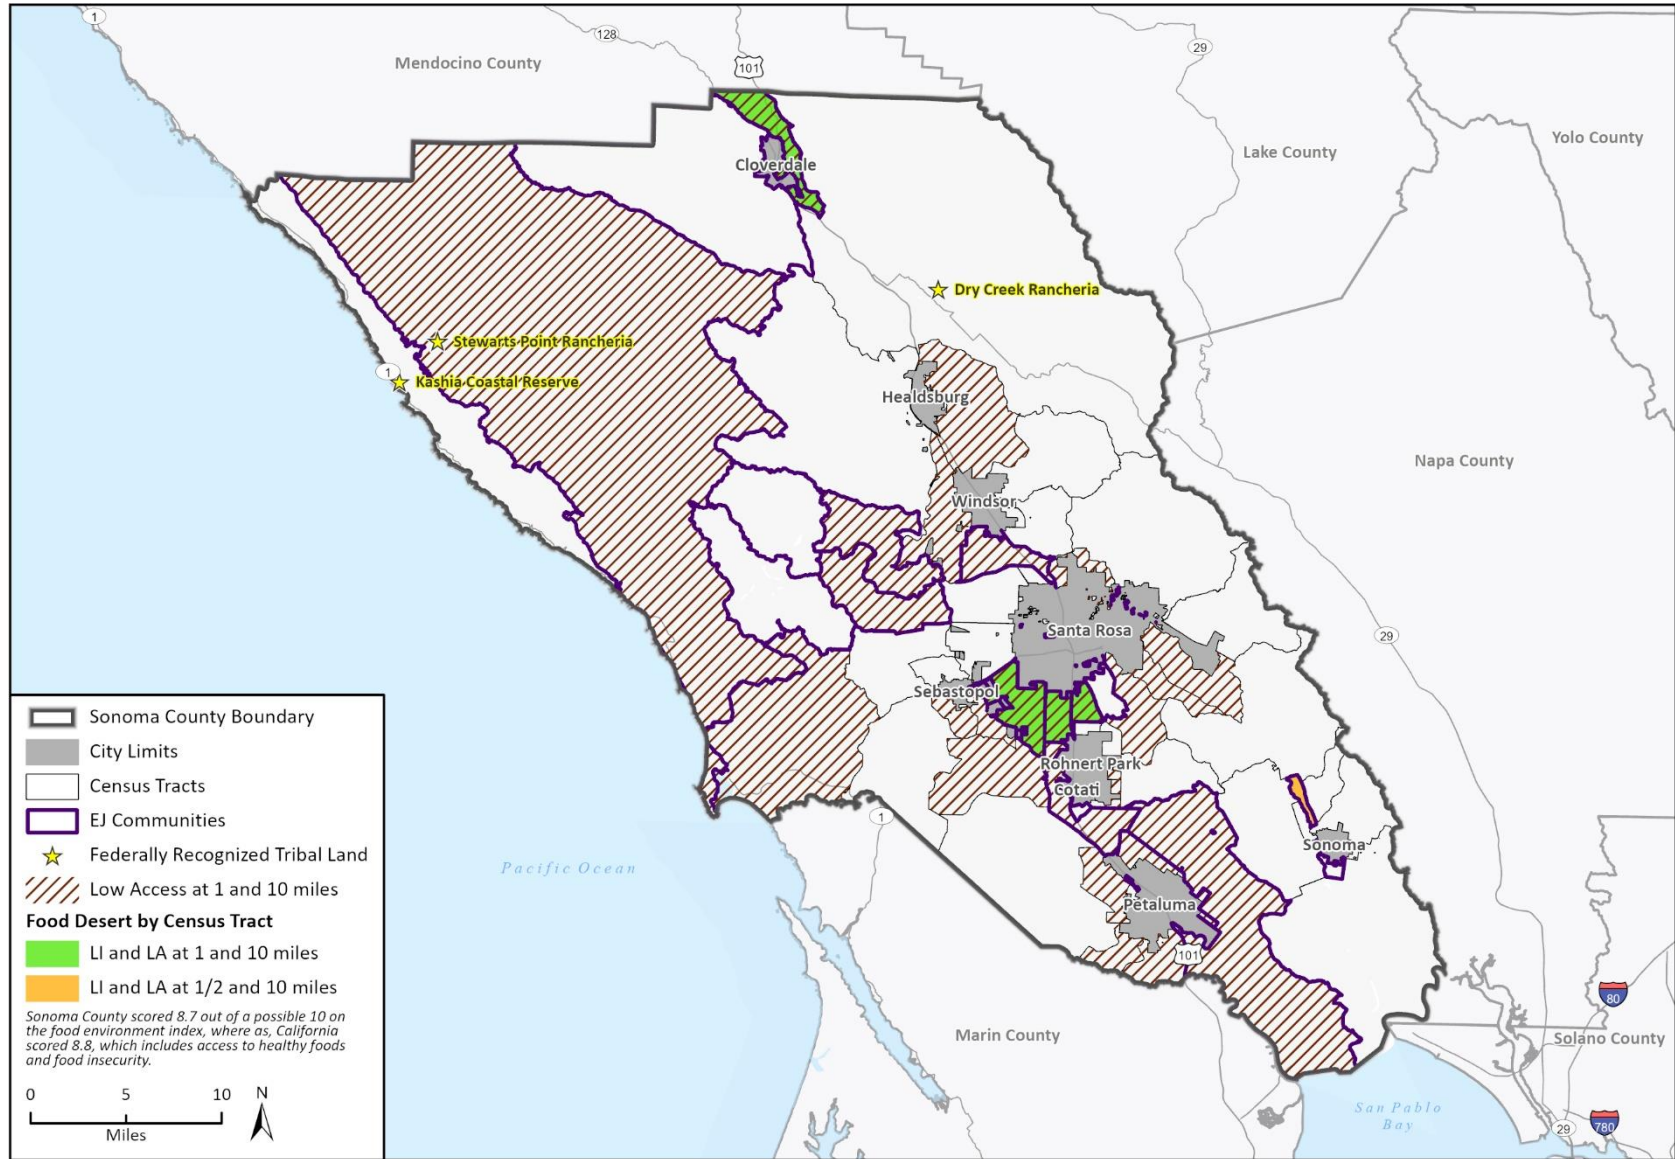 1
128
101
29
Mendocino County
Lake County
Yolo County
Cloverdale
Dry Creek Rancheria
Stewarts Point Rancheria
1
Kashia Coastal Reserve
Healdsburg
Napa County
Windsor
Santa Rosa
29
Sebastopol
Rohnert Park
Cotati
1
Sonoma
Pacific Ocean
Petaluma
101
Marin County
80
Solano County
San Pablo
Bay
29
780
Sonoma County Boundary
City Limits
Census Tracts
EJ Communities
Federally Recognized Tribal Land
Low Access at 1 and 10 miles
Food Desert by Census Tract
LI and LA at 1 and 10 miles
LI and LA at 1/2 and 10 miles
Sonoma County scored 8.7 out of a possible 10 on
the food environment index, where as, California
scored 8.8, which includes access to healthy foods
and food insecurity.
0 5 10
Miles
N